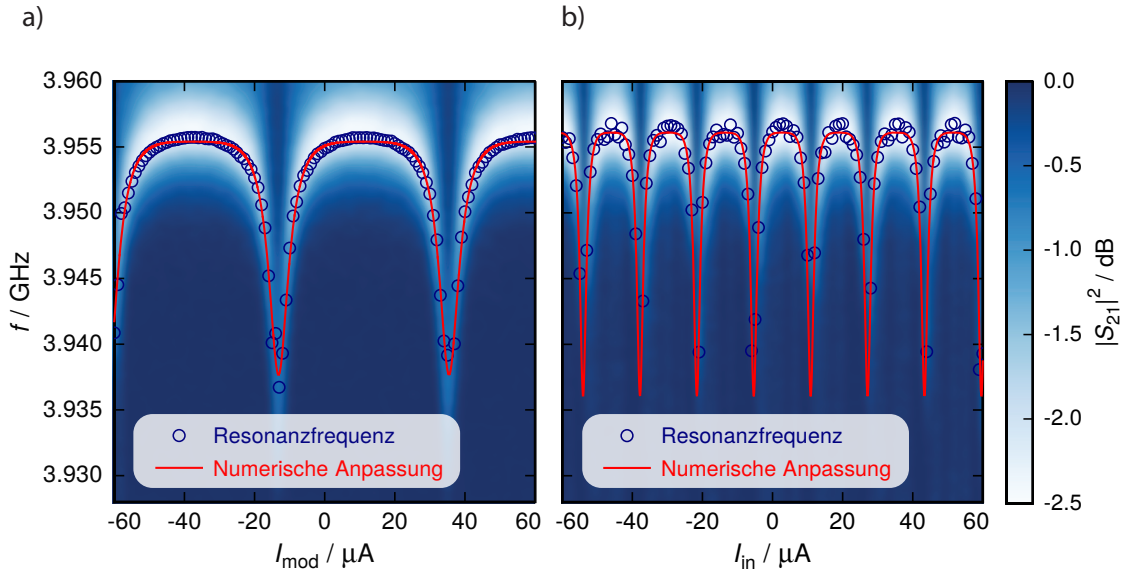 a)
b)
3.960
3.955
3.950
3.945
3.940
3.935
3.930
f / GHz
Resonanzfrequenz
Numerische Anpassung
-60 -40 -20 0 20 40 60
I_mod / μA
Resonanzfrequenz
Numerische Anpassung
-60 -40 -20 0 20 40 60
I_in / μA
0.0
-0.5
-1.0
-1.5
-2.0
-2.5
|S_21|^2 / dB